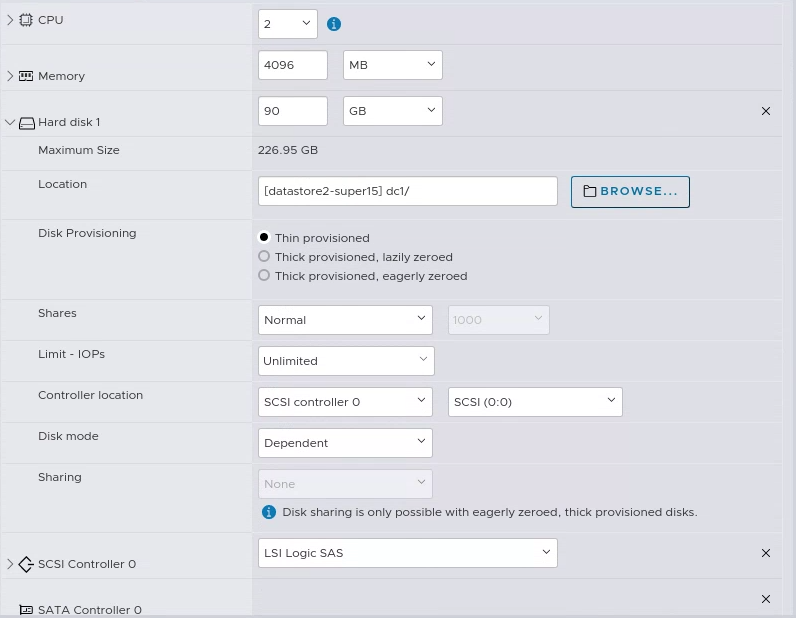 CPU
2
Memory
4096 MB
Hard disk 1
90 GB
Maximum Size
226.95 GB
Location
[datastore2-super15] dc1/ BROWSE...
Disk Provisioning
Thin provisioned
Thick provisioned, lazily zeroed
Thick provisioned, eagerly zeroed
Shares
Normal 1000
Limit - IOPs
Unlimited
Controller location
SCSI controller 0 SCSI (0:0)
Disk mode
Dependent
Sharing
None
Disk sharing is only possible with eagerly zeroed, thick provisioned disks.
SCSI Controller 0
LSI Logic SAS
SATA Controller 0